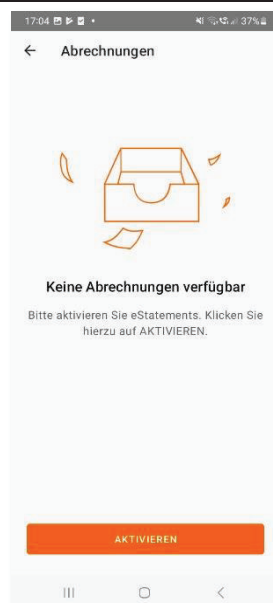 17:04
37%
Abrechnungen
Keine Abrechnungen verfügbar
Bitte aktivieren Sie eStatements. Klicken Sie
hierzu auf AKTIVIEREN.
AKTIVIEREN